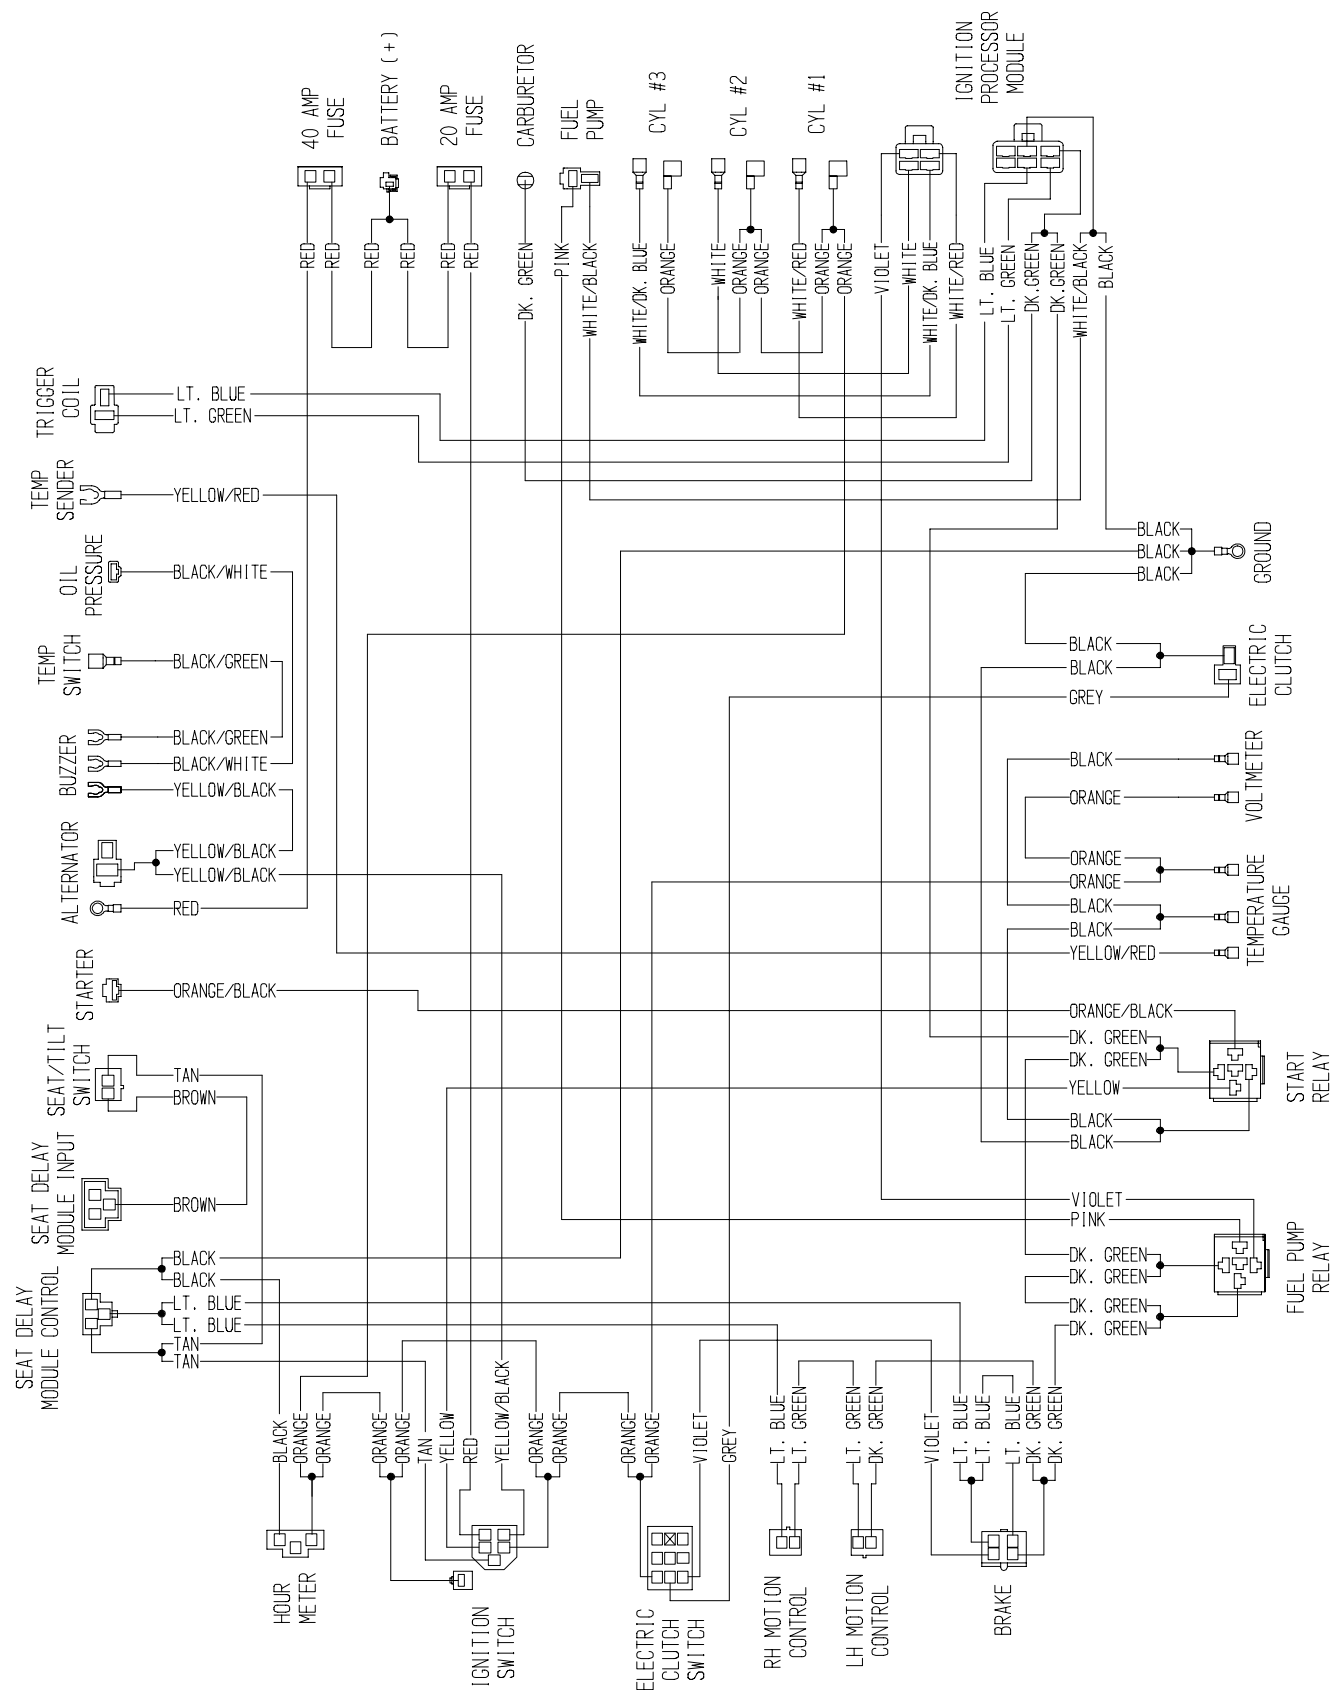 40 AMP
FUSE
BATTERY (+)
20 AMP
FUSE
CARBURETOR
FUEL
PUMP
CYL #3
CYL #2
CYL #1
IGNITION
PROCESSOR
MODULE
RED
RED
RED
RED
RED
RED
DK. GREEN
PINK
WHITE/BLACK
WHITE/DK. BLUE
ORANGE
WHITE
ORANGE
ORANGE
WHITE/RED
ORANGE
ORANGE
VIOLET
WHITE
WHITE/DK. BLUE
WHITE/RED
LT. BLUE
LT. GREEN
DK.GREEN
DK.GREEN
WHITE/BLACK
BLACK
TRIGGER
COIL
LT. BLUE
LT. GREEN
TEMP
SENDER
YELLOW/RED
OIL
PRESSURE
BLACK/WHITE
TEMP
SWITCH
BLACK/GREEN
BUZZER
BLACK/GREEN
BLACK/WHITE
YELLOW/BLACK
ALTERNATOR
YELLOW/BLACK
YELLOW/BLACK
RED
STARTER
ORANGE/BLACK
SEAT/TILT
SWITCH
TAN
BROWN
SEAT DELAY
MODULE INPUT
BROWN
SEAT DELAY
MODULE CONTROL
BLACK
BLACK
LT. BLUE
LT. BLUE
TAN
TAN
BLACK
BLACK
BLACK
GROUND
BLACK
BLACK
GREY
ELECTRIC
CLUTCH
BLACK
ORANGE
VOLTMETER
ORANGE
ORANGE
BLACK
BLACK
YELLOW/RED
TEMPERATURE
GAUGE
ORANGE/BLACK
DK. GREEN
DK. GREEN
YELLOW
BLACK
BLACK
START
RELAY
VIOLET
PINK
DK. GREEN
DK. GREEN
DK. GREEN
DK. GREEN
FUEL PUMP
RELAY
BLACK
ORANGE
ORANGE
ORANGE
ORANGE
TAN
YELLOW
RED
YELLOW/BLACK
ORANGE
ORANGE
ORANGE
ORANGE
VIOLET
GREY
LT. BLUE
LT. GREEN
LT. GREEN
DK. GREEN
VIOLET
LT. BLUE
LT. BLUE
LT. BLUE
DK. GREEN
DK. GREEN
HOUR
METER
IGNITION
SWITCH
ELECTRIC
CLUTCH
SWITCH
RH MOTION
CONTROL
LH MOTION
CONTROL
BRAKE